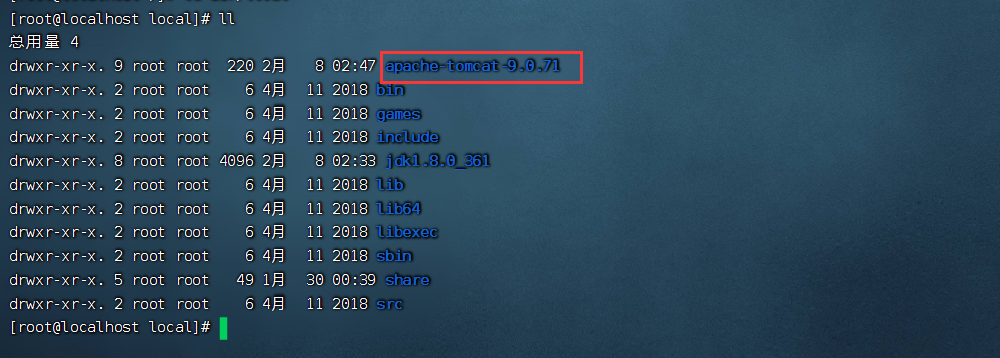 [root@localhost local]# ll
总用量 4
drwxr-xr-x. 9 root root  220 2月   8 02:47 apache-tomcat-9.0.71
drwxr-xr-x. 2 root root    6 4月  11 2018 bin
drwxr-xr-x. 2 root root    6 4月  11 2018 games
drwxr-xr-x. 2 root root    6 4月  11 2018 include
drwxr-xr-x. 8 root root 4096 2月   8 02:33 jdk1.8.0_361
drwxr-xr-x. 2 root root    6 4月  11 2018 lib
drwxr-xr-x. 2 root root    6 4月  11 2018 lib64
drwxr-xr-x. 2 root root    6 4月  11 2018 libexec
drwxr-xr-x. 2 root root    6 4月  11 2018 sbin
drwxr-xr-x. 5 root root   49 1月  30 00:39 share
drwxr-xr-x. 2 root root    6 4月  11 2018 src
[root@localhost local]#